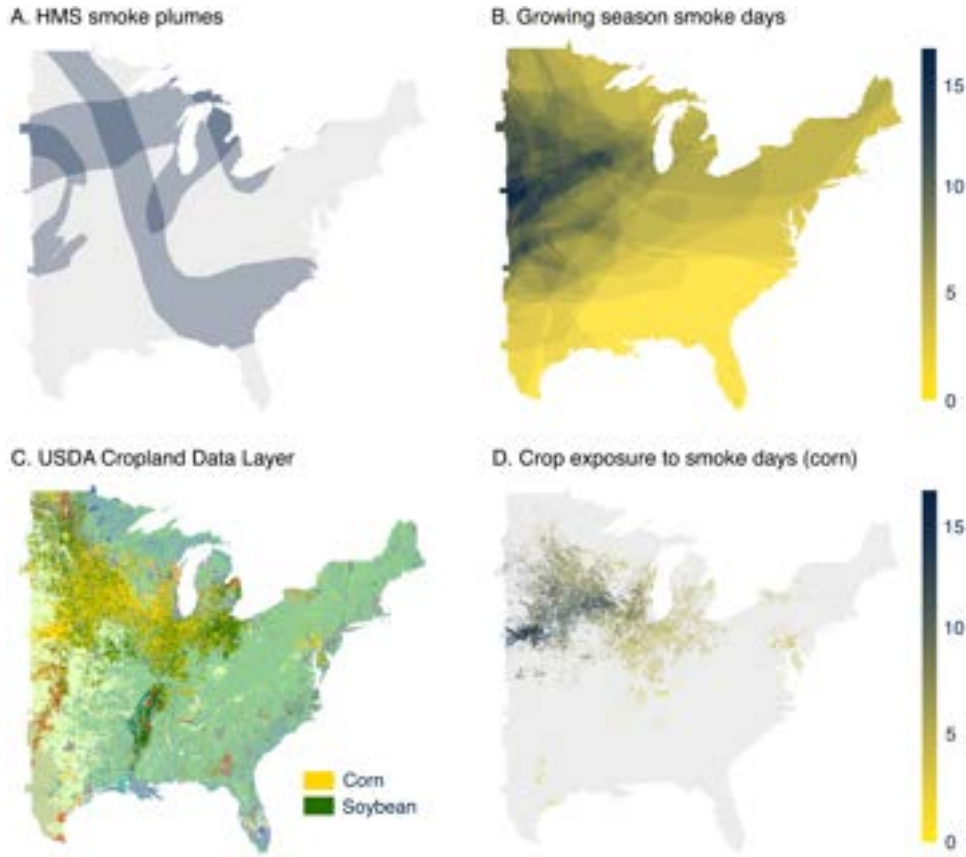 A. HMS smoke plumes
B. Growing season smoke days
15
10
5
0
C. USDA Cropland Data Layer
Corn
Soybean
D. Crop exposure to smoke days (corn)
15
10
5
0